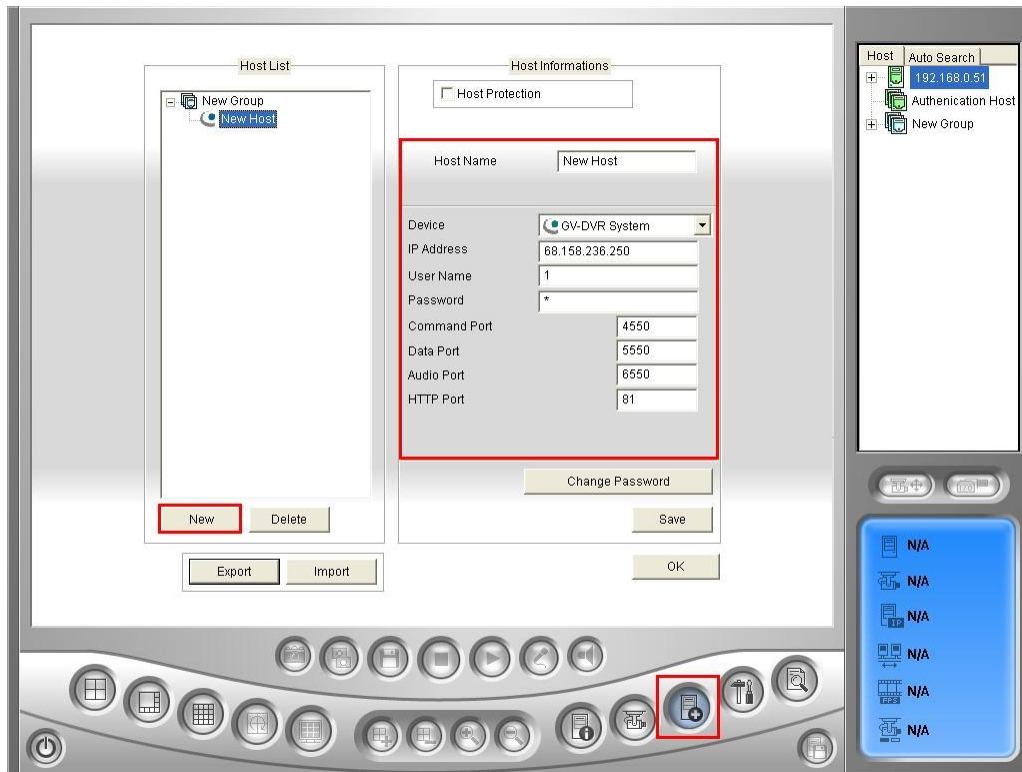 Host List
New Group
New Host
New
Delete
Export
Import
Host Informations
Host Protection
Host Name New Host
Device GV-DVR System
IP Address 68.158.236.250
User Name 1
Password *
Command Port 4550
Data Port 5550
Audio Port 6550
HTTP Port 81
Change Password
Save
OK
Host Auto Search
192.168.0.51
Authenication Host
New Group
N/A
N/A
IP N/A
N/A
FPS N/A
N/A